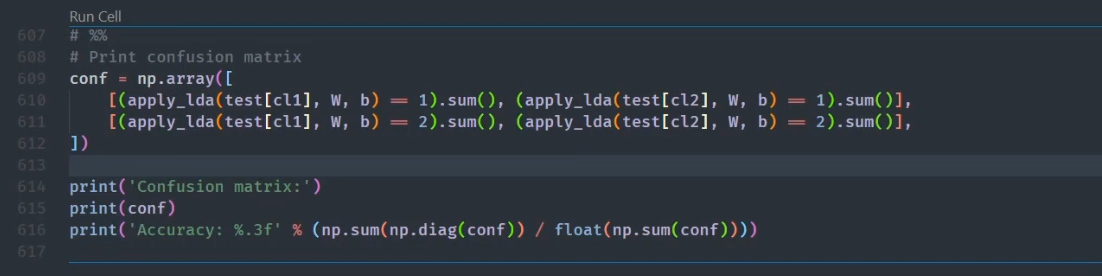 Run Cell
607 # %%
608 # Print confusion matrix
609 conf = np.array([
610     [(apply_lda(test[cl1], W, b) == 1).sum(), (apply_lda(test[cl2], W, b) == 1).sum()],
611     [(apply_lda(test[cl1], W, b) == 2).sum(), (apply_lda(test[cl2], W, b) == 2).sum()],
612 ])
613
614 print('Confusion matrix:')
615 print(conf)
616 print('Accuracy: %.3f' % (np.sum(np.diag(conf)) / float(np.sum(conf))))
617